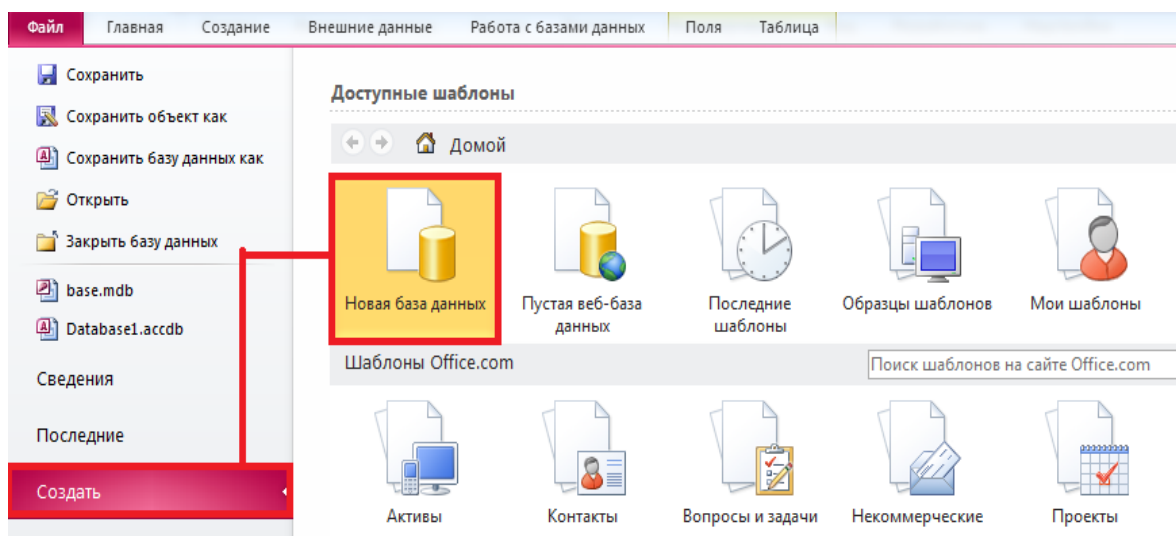 Файл Главная Создание Внешние данные Работа с базами данных Поля Таблица
Сохранить
Сохранить объект как
Сохранить базу данных как
Открыть
Закрыть базу данных
base.mdb
Database1.accdb
Сведения
Последние
Создать
Доступные шаблоны
Домой
Новая база данных
Пустая веб-база
данных
Последние
шаблоны
Образцы шаблонов
Мои шаблоны
Шаблоны Office.com
Поиск шаблонов на сайте Office.com
Активы
Контакты
Вопросы и задачи
Некоммерческие
Проекты